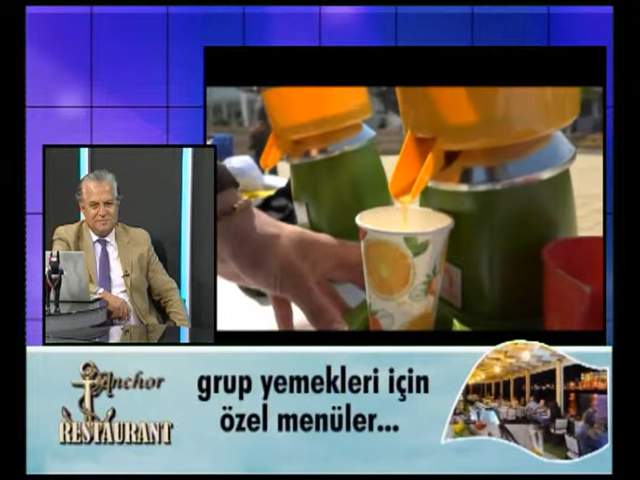 Anchor
RESTAURANT
grup yemekleri için
özel menüler...